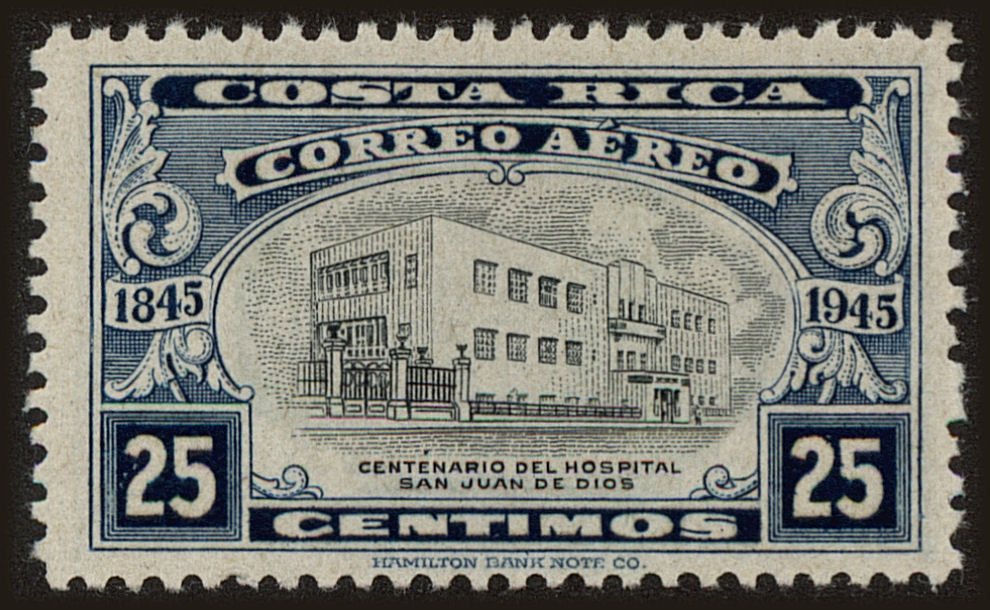 COSTA RICA
CORREO AÉREO
1845 1945
25 25
CENTENARIO DEL HOSPITAL
SAN JUAN DE DIOS
CENTIMOS
HAMILTON BANK NOTE CO.